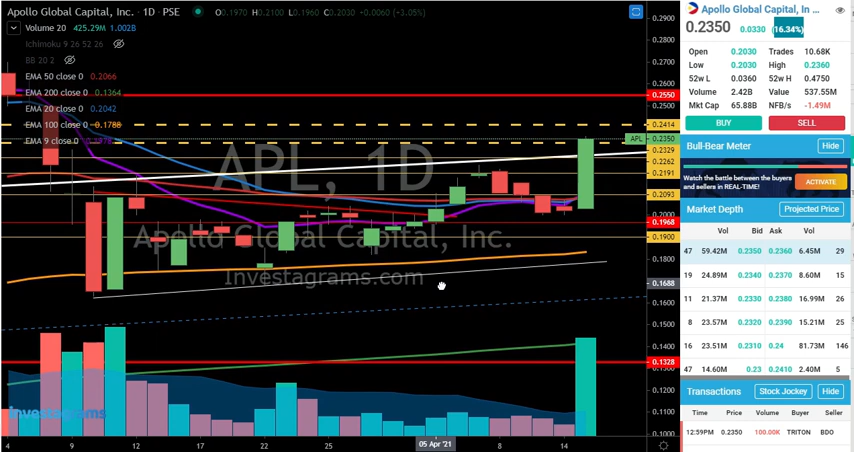 Apollo Global Capital, Inc. · 1D · PSE O0.1970 H0.2100 L0.1960 C0.2030 +0.0060 (+3.05%)
Volume 20 425.29M 1.002B
Ichimoku 9 26 52 26
BB 20 2
EMA 50 close 0 0.2066
EMA 200 close 0 0.1364
EMA 20 close 0 0.2042
EMA 100 close 0 0.1788
EMA 9 close 0
APL, 1D
Apollo Global Capital, Inc.
Investagrams.com
investagrams
0.2900
0.2800
0.2700
0.2600
0.2550
0.2500
0.2414
APL 0.2350
0.2329
0.2262
0.2191
0.2093
0.2000
0.1968
0.1900
0.1800
0.1688
0.1600
0.1500
0.1400
0.1328
0.1200
0.1100
0.1000
4 12 17 22 25 05 Apr '21 8 14
Apollo Global Capital, In ...
0.2350 0.0330 (16.34%)
Open 0.2030 Trades 10.68K
Low 0.2030 High 0.2360
52w L 0.0360 52w H 0.4750
Volume 2.42B Value 537.55M
Mkt Cap 65.88B NFB/s -1.49M
BUY SELL
Bull-Bear Meter Hide
Watch the battle between the buyers
and sellers in REAL-TIME! ACTIVATE
Market Depth Projected Price
Vol Bid Ask Vol
47 59.42M 0.2350 0.2360 6.45M 29
19 24.89M 0.2340 0.2370 8.60M 15
11 21.37M 0.2330 0.2380 16.99M 26
8 23.57M 0.2320 0.2390 15.21M 25
16 23.51M 0.2310 0.24 81.73M 146
47 14.60M 0.23 0.2410 2.40M 5
Transactions Stock Jockey Hide
Time Price Volume Buyer Seller
12:59PM 0.2350 100.00K TRITON BDO